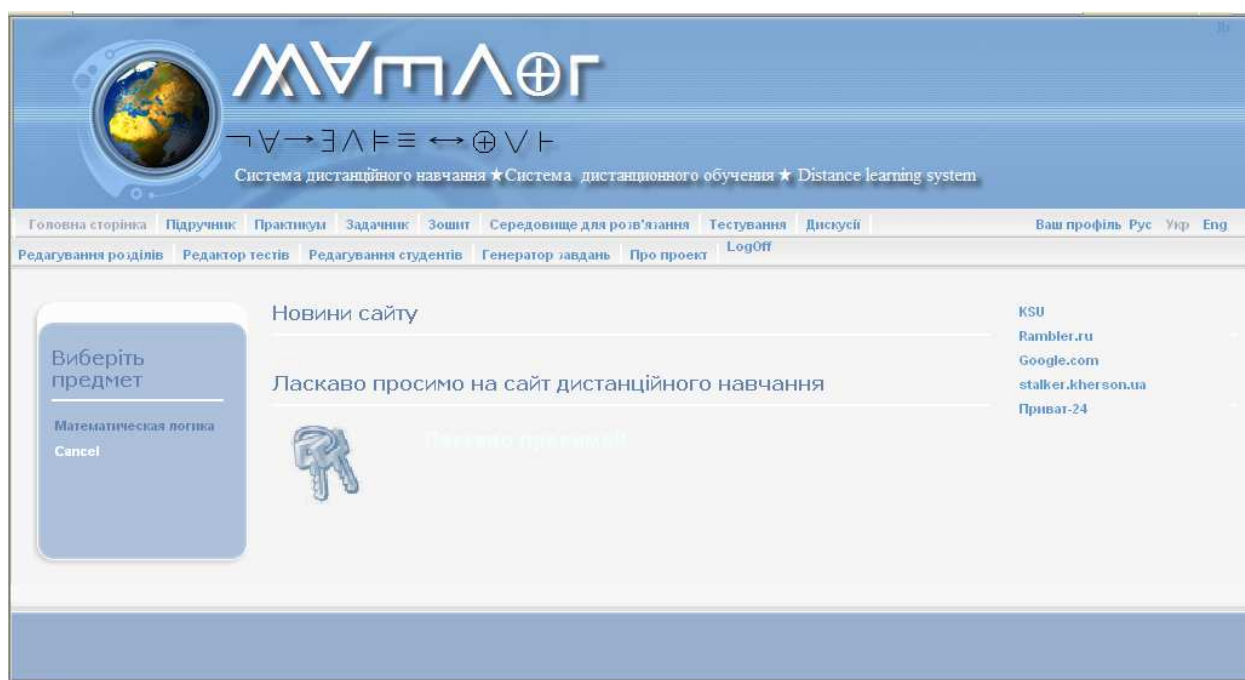 МАТЛОГ
¬∀→∃∧⊨≡ ↔⊕∨⊢
Система дистанційного навчання ★Система дистанционного обучения ★ Distance learning system
Головна сторінка Підручник Практикум Задачник Зошит Середовище для розв'язання Тестування Дискусії Ваш профіль Рус Укр Eng
Редагування розділів Редактор тестів Редагування студентів Генератор завдань Про проект LogOff
Виберіть
предмет
Математическая логика
Cancel
Новини сайту
Ласкаво просимо на сайт дистанційного навчання
KSU
Rambler.ru
Google.com
stalker.kherson.ua
Приват-24